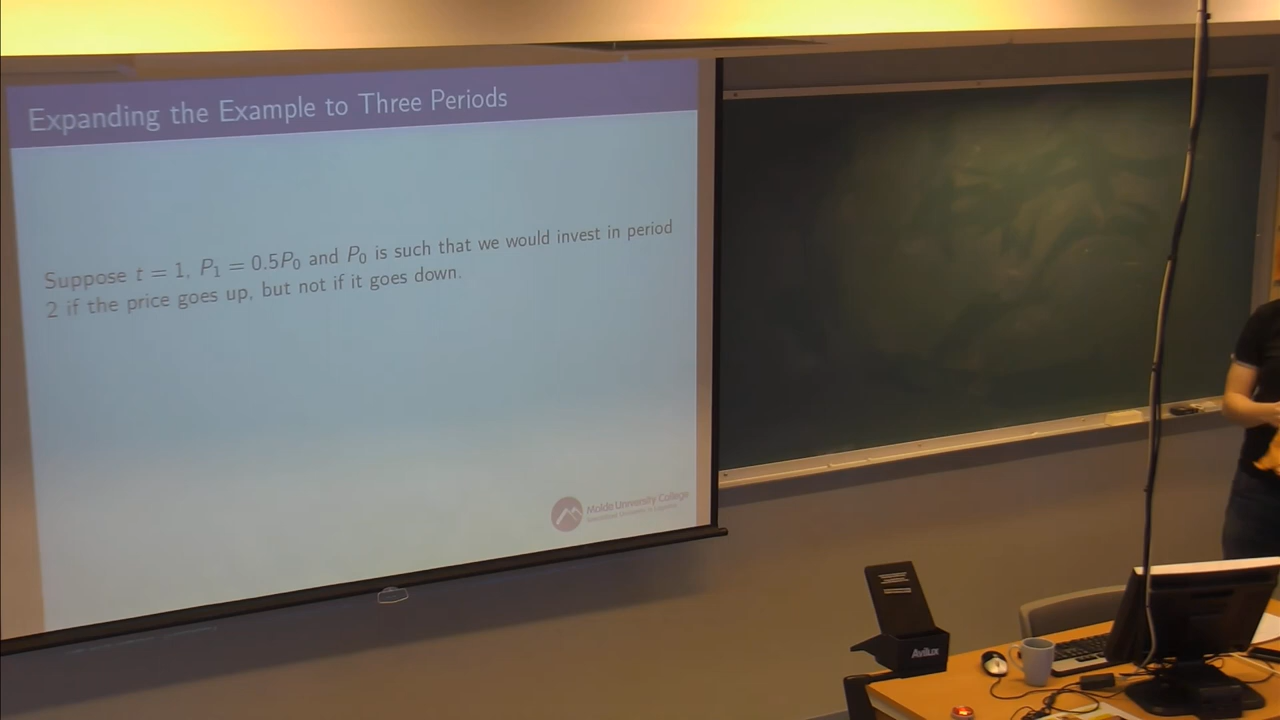 Expanding the Example to Three Periods
Suppose t = 1, P₁ = 0.5P₀ and P₀ is such that we would invest in period
2 if the price goes up, but not if it goes down.
Molde University College
Avilux